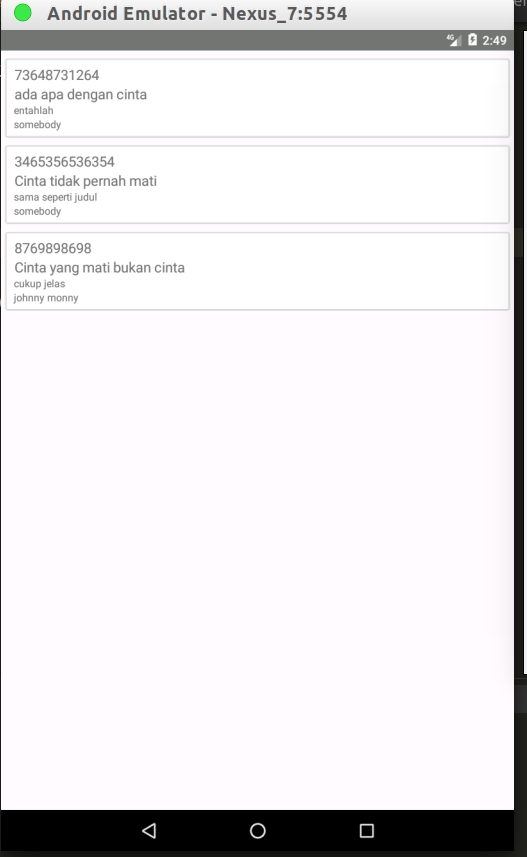 Android Emulator - Nexus_7:5554
4G 2:49
73648731264
ada apa dengan cinta
entahlah
somebody
3465356536354
Cinta tidak pernah mati
sama seperti judul
somebody
8769898698
Cinta yang mati bukan cinta
cukup jelas
johnny monny